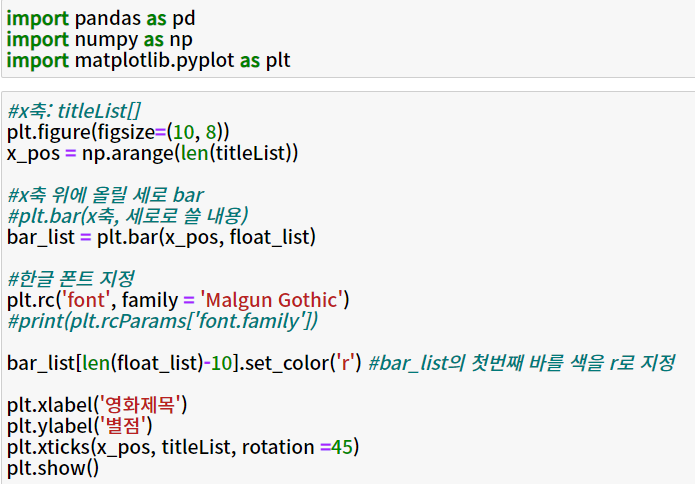 import pandas as pd
import numpy as np
import matplotlib.pyplot as plt
#x축: titleList[]
plt.figure(figsize=(10, 8))
x_pos = np.arange(len(titleList))
#x축 위에 올릴 세로 bar
#plt.bar(x축, 세로로 쓸 내용)
bar_list = plt.bar(x_pos, float_list)
#한글 폰트 지정
plt.rc('font', family = 'Malgun Gothic')
#print(plt.rcParams['font.family'])
bar_list[len(float_list)-10].set_color('r') #bar_list의 첫번째 바를 색을 r로 지정
plt.xlabel('영화제목')
plt.ylabel('별점')
plt.xticks(x_pos, titleList, rotation =45)
plt.show()